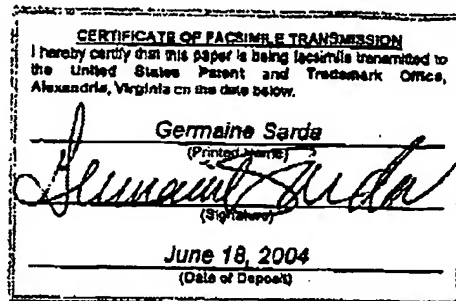 CERTIFICATE OF FACSIMILE TRANSMISSION
I hereby certify that this paper is being facsimile transmitted to
the United States Patent and Trademark Office,
Alexandria, Virginia on the date below.
Germaine Sarda
(Printed Name)
Germaine Sarda
(Signature)
June 18, 2004
(Date of Deposit)